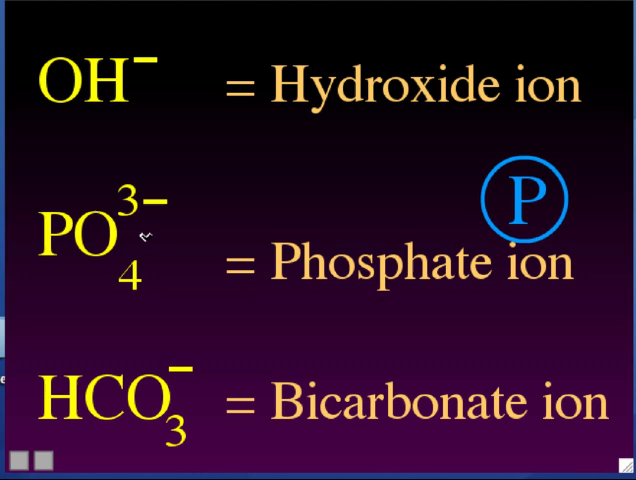 OH⁻ = Hydroxide ion
P
PO₄³⁻ = Phosphate ion
HCO₃⁻ = Bicarbonate ion